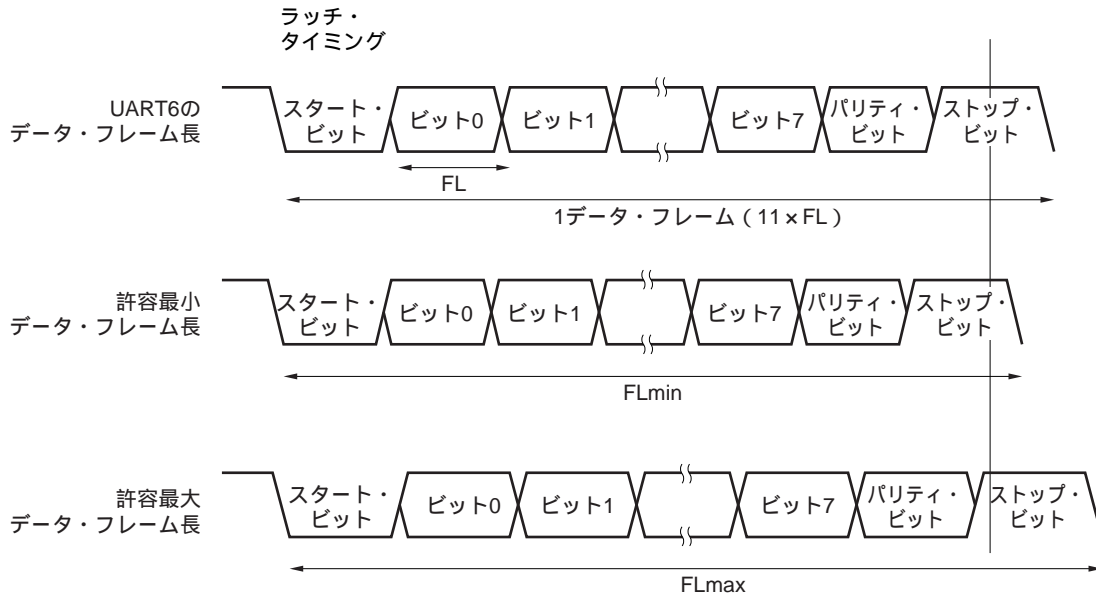 ラッチ・
タイミング
UART6の
データ・フレーム長
スタート・
ビット
ビット0
ビット1
ビット7
パリティ・
ビット
ストップ・
ビット
FL
1データ・フレーム（11×FL）
許容最小
データ・フレーム長
スタート・
ビット
ビット0
ビット1
ビット7
パリティ・
ビット
ストップ・
ビット
FLmin
許容最大
データ・フレーム長
スタート・
ビット
ビット0
ビット1
ビット7
パリティ・
ビット
ストップ・
ビット
FLmax